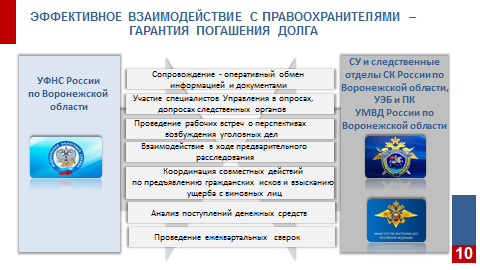 ЭФФЕКТИВНОЕ ВЗАИМОДЕЙСТВИЕ С ПРАВООХРАНИТЕЛЯМИ –
ГАРАНТИЯ ПОГАШЕНИЯ ДОЛГА
УФНС России
по Воронежской
области
Сопровождение - оперативный обмен
информацией и документами
Участие специалистов Управления в опросах,
допросах следственных органов
Проведение рабочих встреч о перспективах
возбуждения уголовных дел
Взаимодействие в ходе предварительного
расследования
Координация совместных действий
по предъявлению гражданских исков и взысканию
ущерба с виновных лиц
Анализ поступлений денежных средств
Проведение ежеквартальных сверок
СУ и следственные
отделы СК России по
Воронежской области,
УЭБ и ПК
УМВД России по
Воронежской области
10